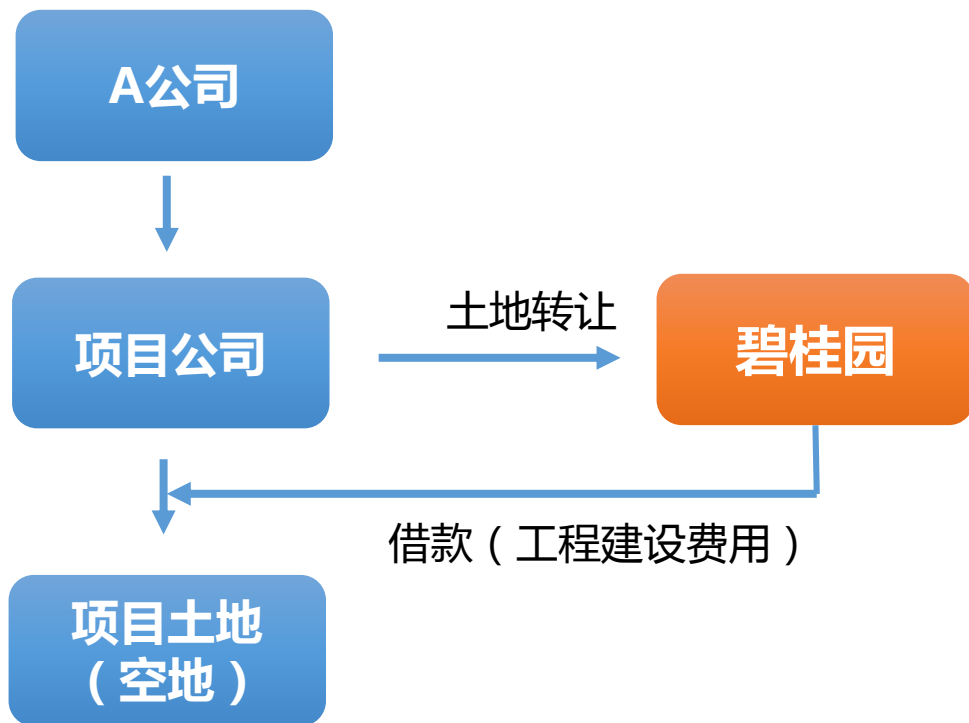 A公司
项目公司
土地转让
碧桂园
借款（工程建设费用）
项目土地
（空地）